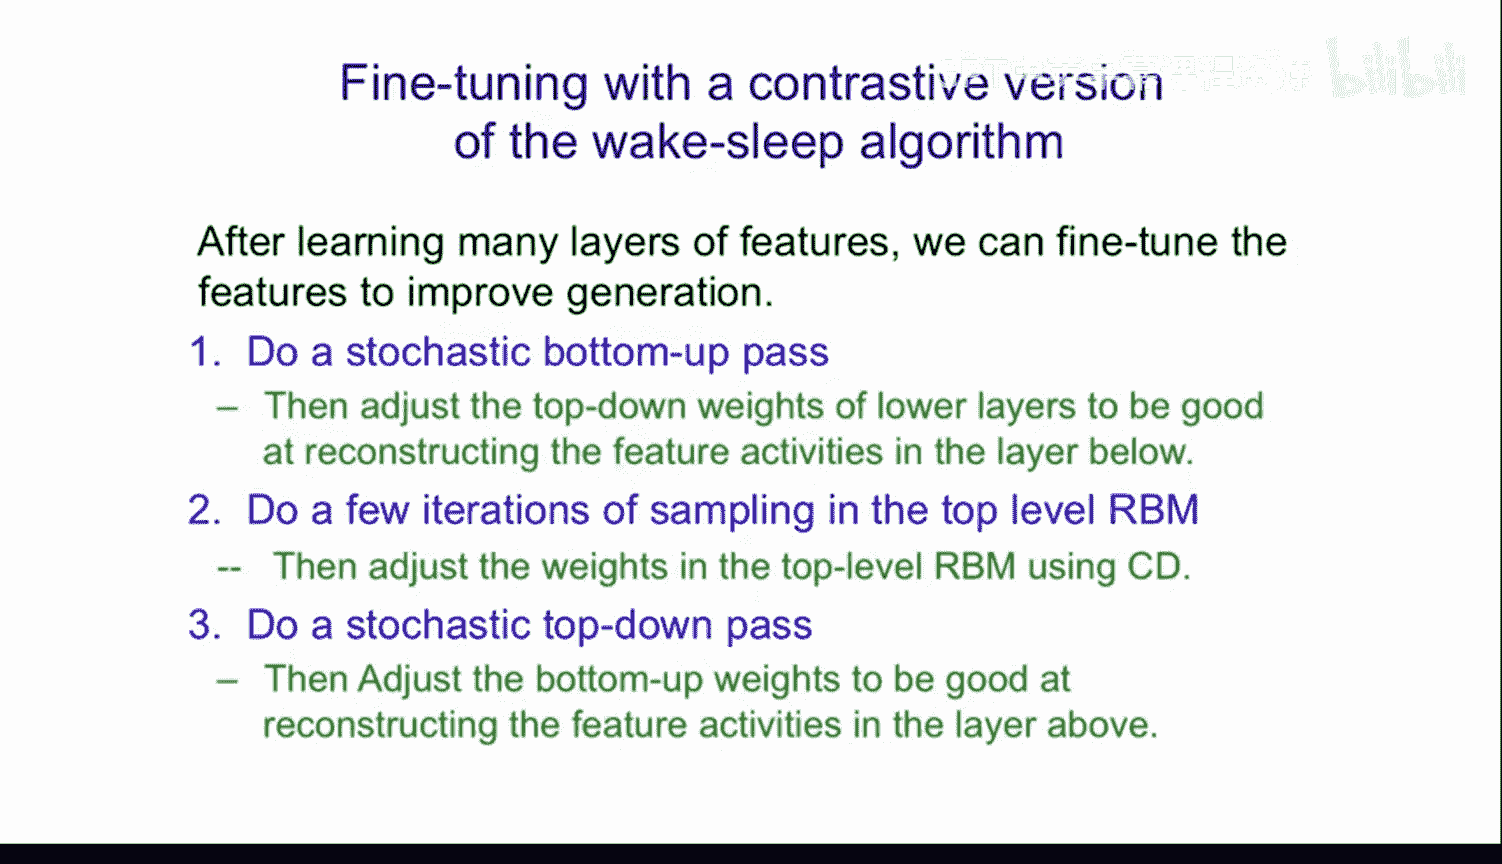 Fine-tuning with a contrastive version
of the wake-sleep algorithm
bilibili
After learning many layers of features, we can fine-tune the
features to improve generation.
1. Do a stochastic bottom-up pass
– Then adjust the top-down weights of lower layers to be good
at reconstructing the feature activities in the layer below.
2. Do a few iterations of sampling in the top level RBM
-- Then adjust the weights in the top-level RBM using CD.
3. Do a stochastic top-down pass
– Then Adjust the bottom-up weights to be good at
reconstructing the feature activities in the layer above.